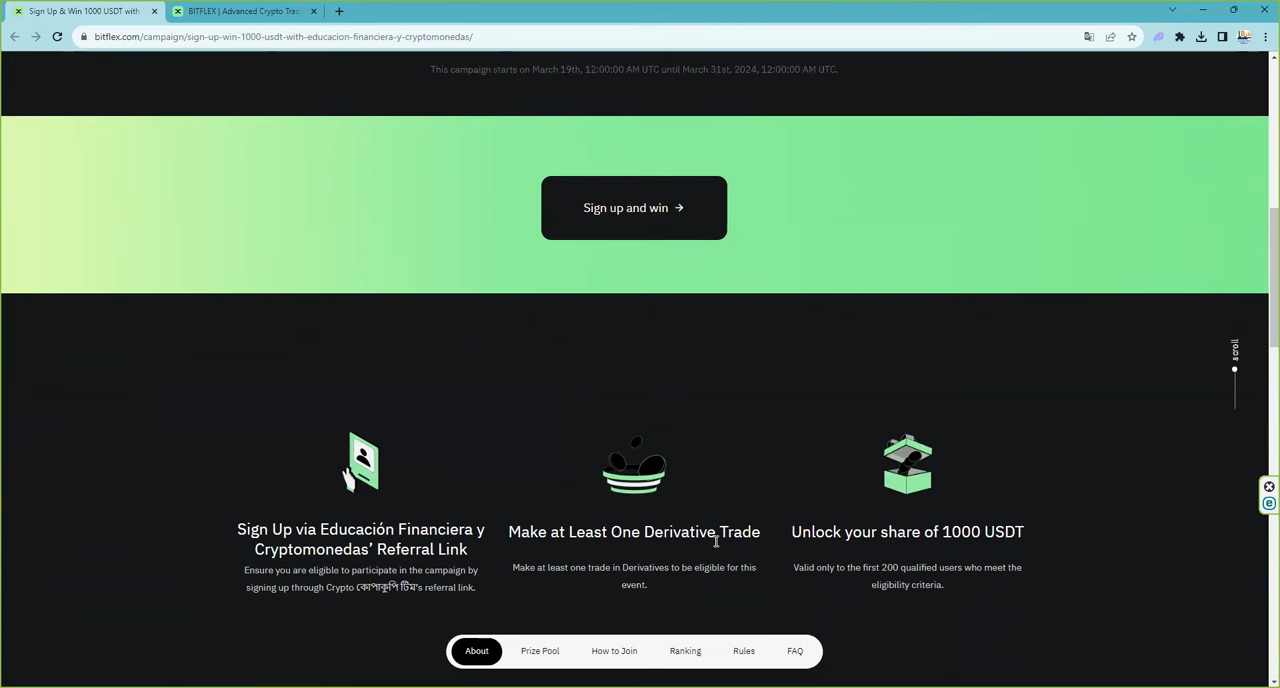 Sign Up & Win 1000 USDT with
BITFLEX | Advanced Crypto Trad
bitflex.com/campaign/sign-up-win-1000-usdt-with-educacion-financiera-y-cryptomonedas/
This campaign starts on March 19th, 12:00:00 AM UTC until March 31st, 2024, 12:00:00 AM UTC.
Sign up and win →
scroll
Sign Up via Educación Financiera y
Cryptomonedas’ Referral Link
Ensure you are eligible to participate in the campaign by
signing up through Crypto কোপাকুপি টিম's referral link.
Make at Least One Derivative Trade
Make at least one trade in Derivatives to be eligible for this
event.
Unlock your share of 1000 USDT
Valid only to the first 200 qualified users who meet the
eligibility criteria.
About Prize Pool How to Join Ranking Rules FAQ